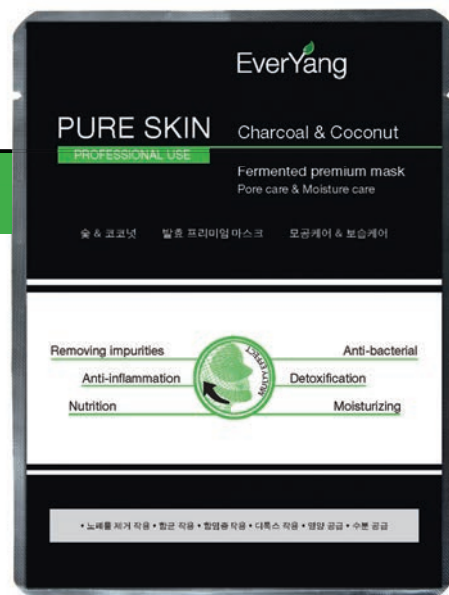 EverYang
PURE SKIN
Charcoal & Coconut
PROFESSIONAL USE
Fermented premium mask
Pore care & Moisture care
숯 & 코코넛 발효 프리미엄 마스크 모공케어 & 보습케어
Removing impurities
Anti-bacterial
Anti-inflammation
Detoxification
Nutrition
Moisturizing
• 노폐물 제거 작용 • 항균 작용 • 항염증 작용 • 디톡스 작용 • 영양 공급 • 수분 공급